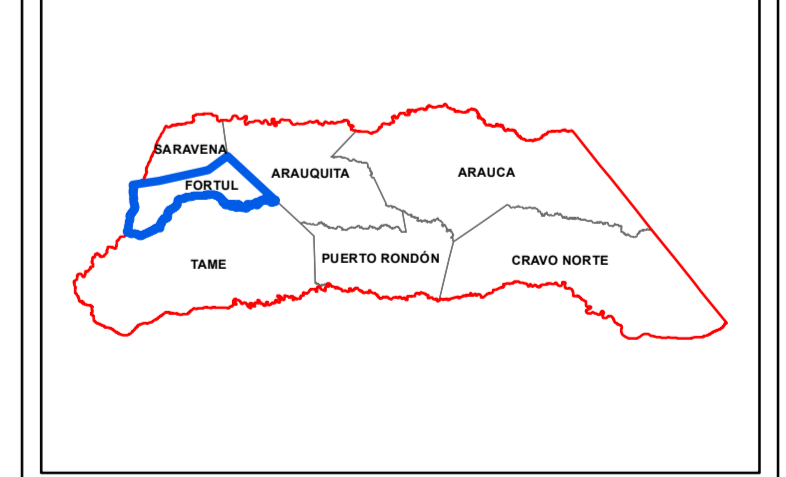 SARAVENA
ARAUQUITA
ARAUCA
FORTUL
TAME
PUERTO RONDÓN
CRAVO NORTE